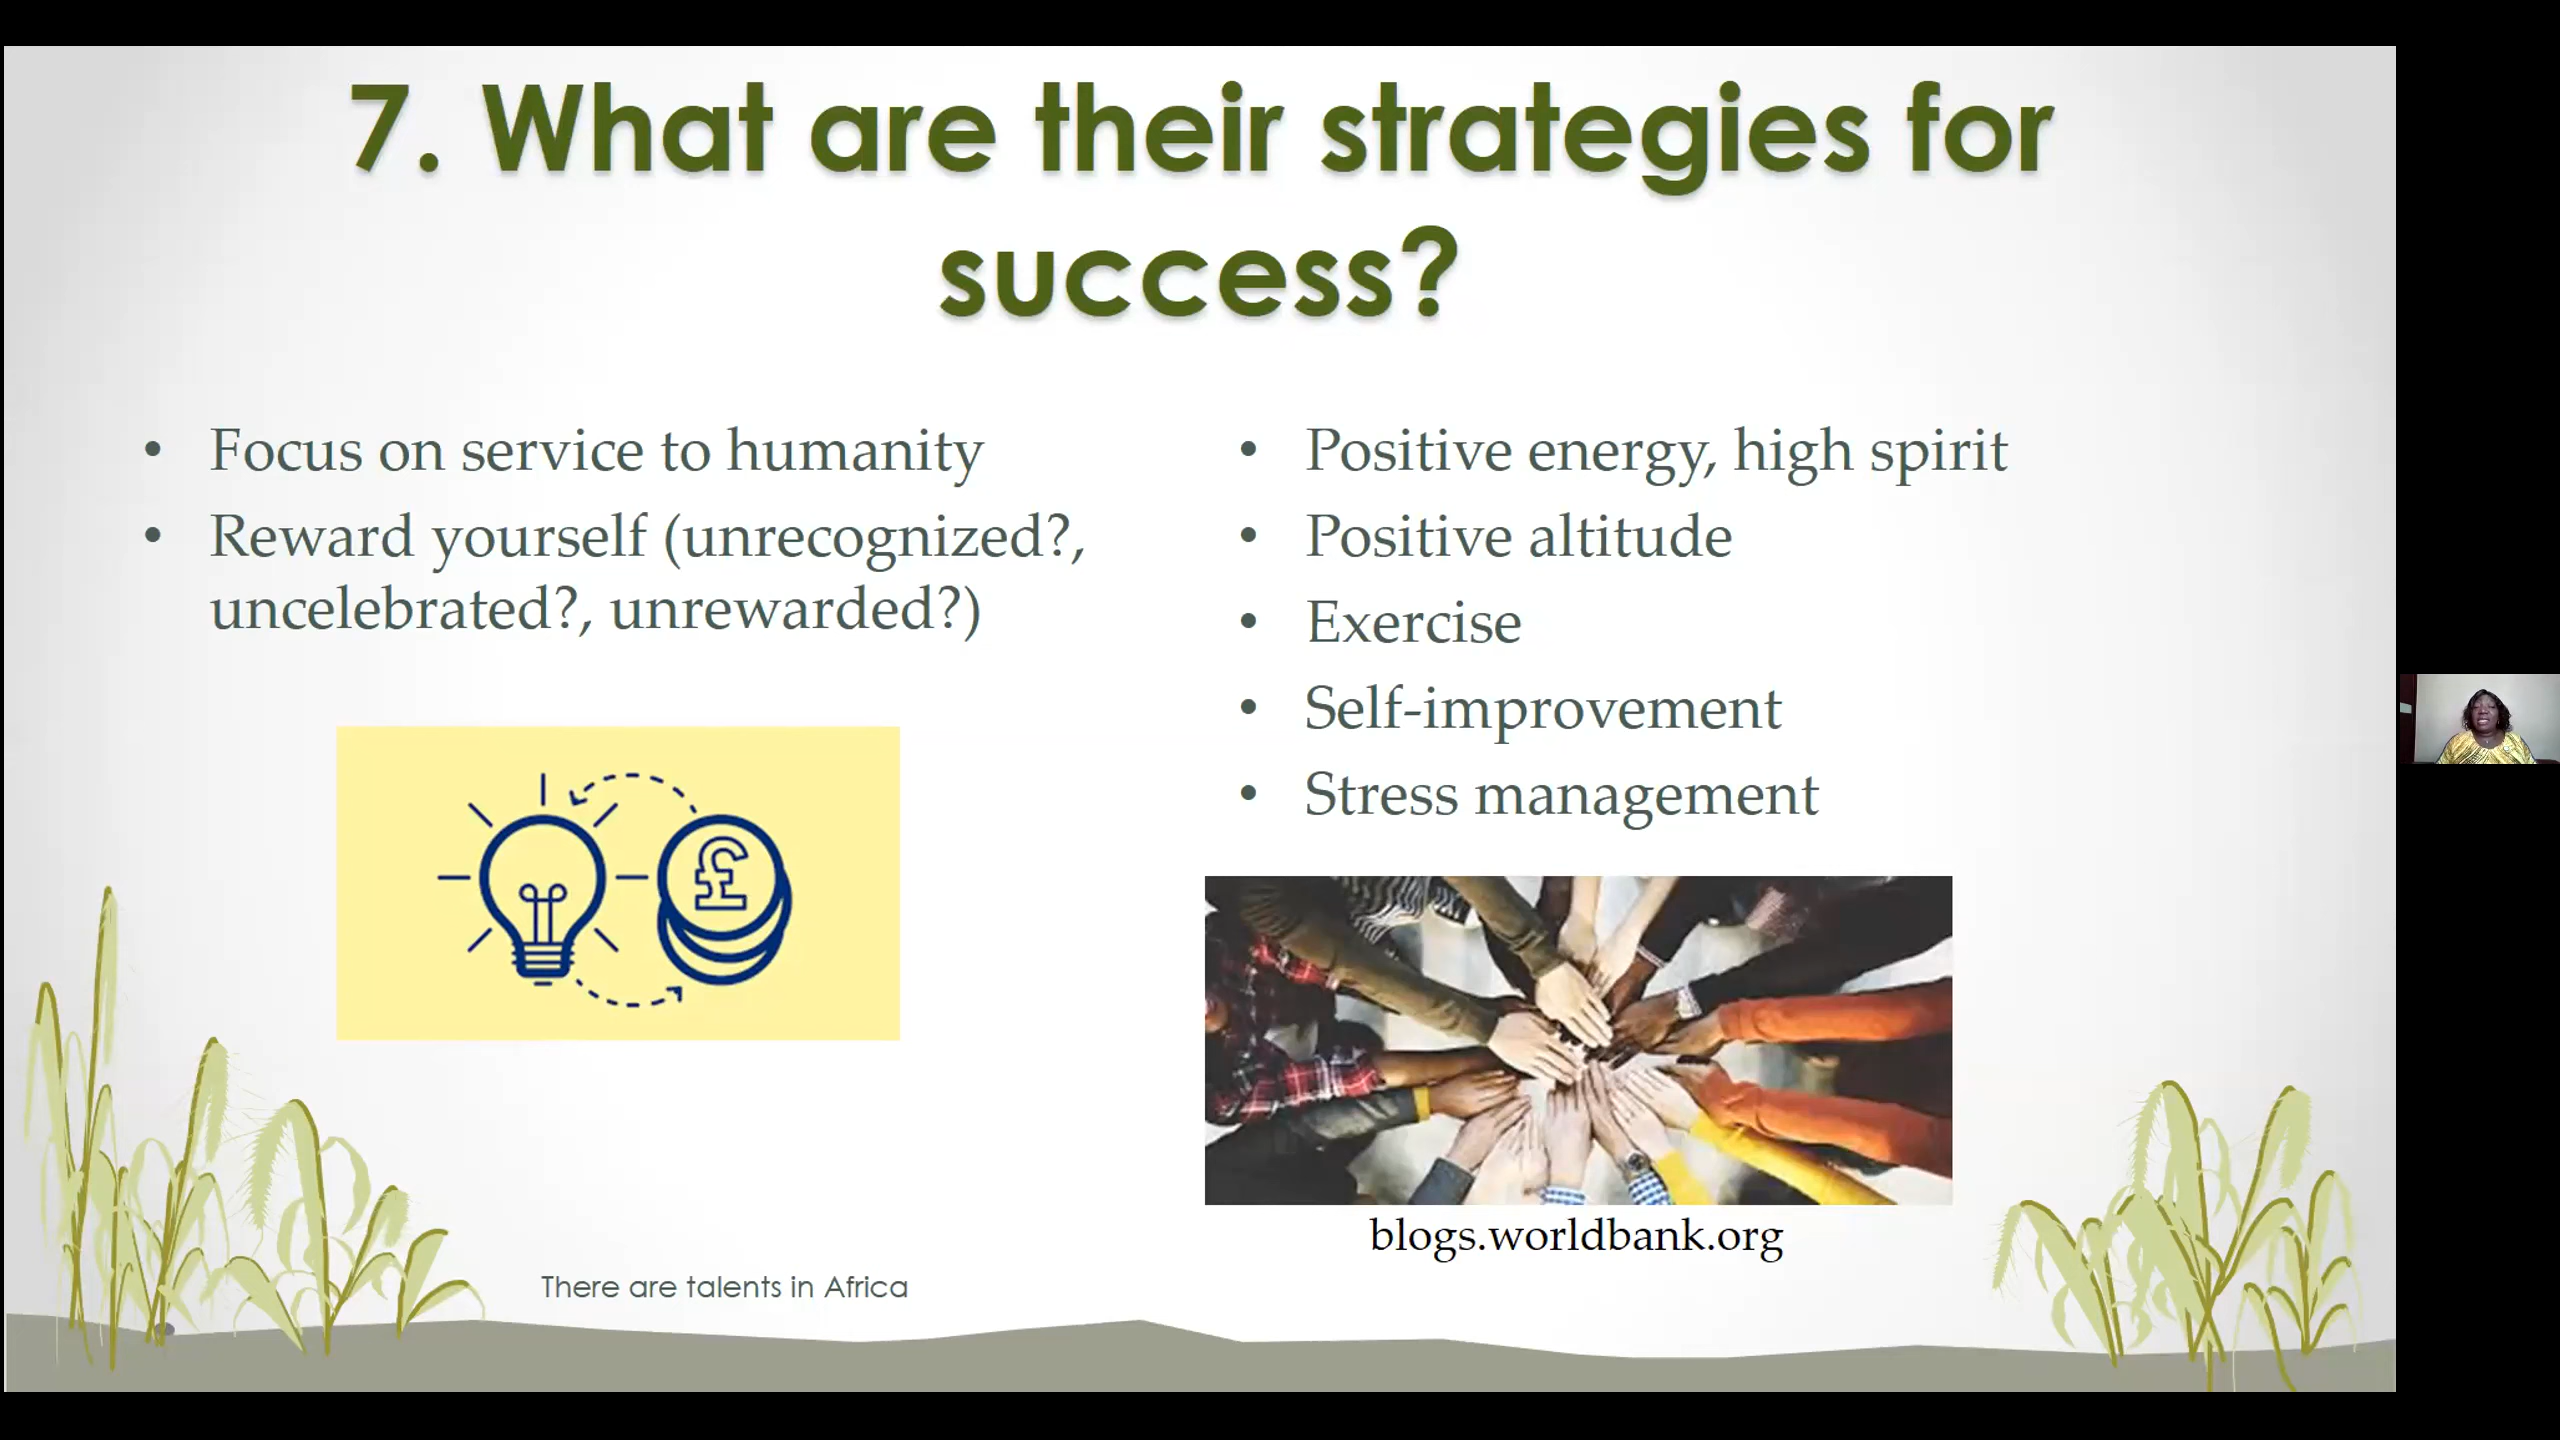 7. What are their strategies for
success?
• Focus on service to humanity
• Reward yourself (unrecognized?,
uncelebrated?, unrewarded?)
• Positive energy, high spirit
• Positive altitude
• Exercise
• Self-improvement
• Stress management
£
blogs.worldbank.org
There are talents in Africa